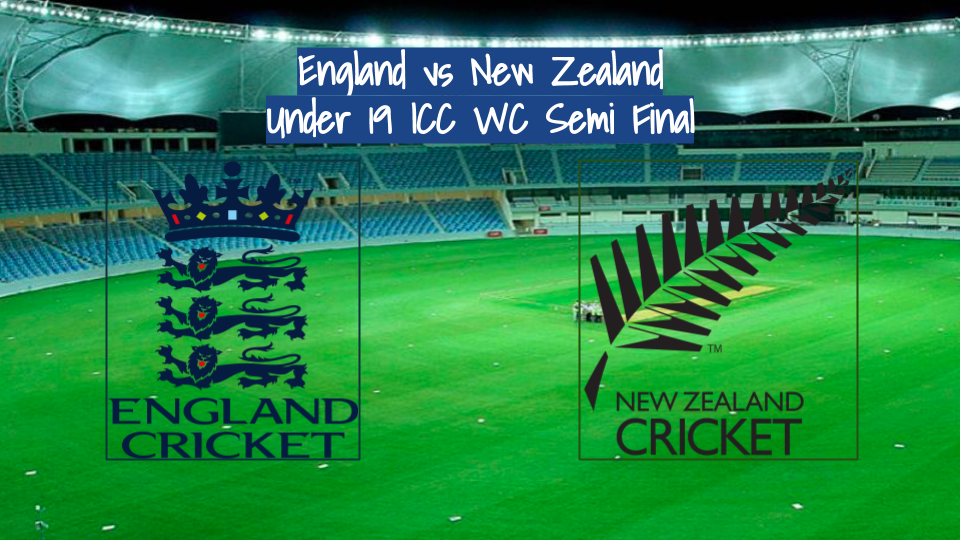 England vs New Zealand
Under 19 ICC WC Semi Final
ENGLAND
CRICKET
TM
NEW ZEALAND
CRICKET